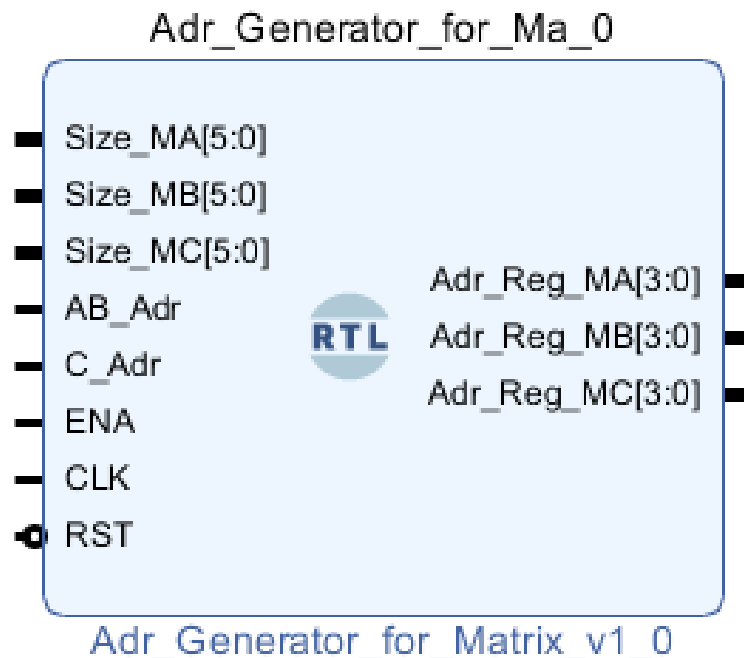 Adr_Generator_for_Ma_0
Size_MA[5:0]
Size_MB[5:0]
Size_MC[5:0]
AB_Adr
C_Adr
ENA
CLK
RST
RTL
Adr_Reg_MA[3:0]
Adr_Reg_MB[3:0]
Adr_Reg_MC[3:0]
Adr_Generator_for_Matrix_v1_0